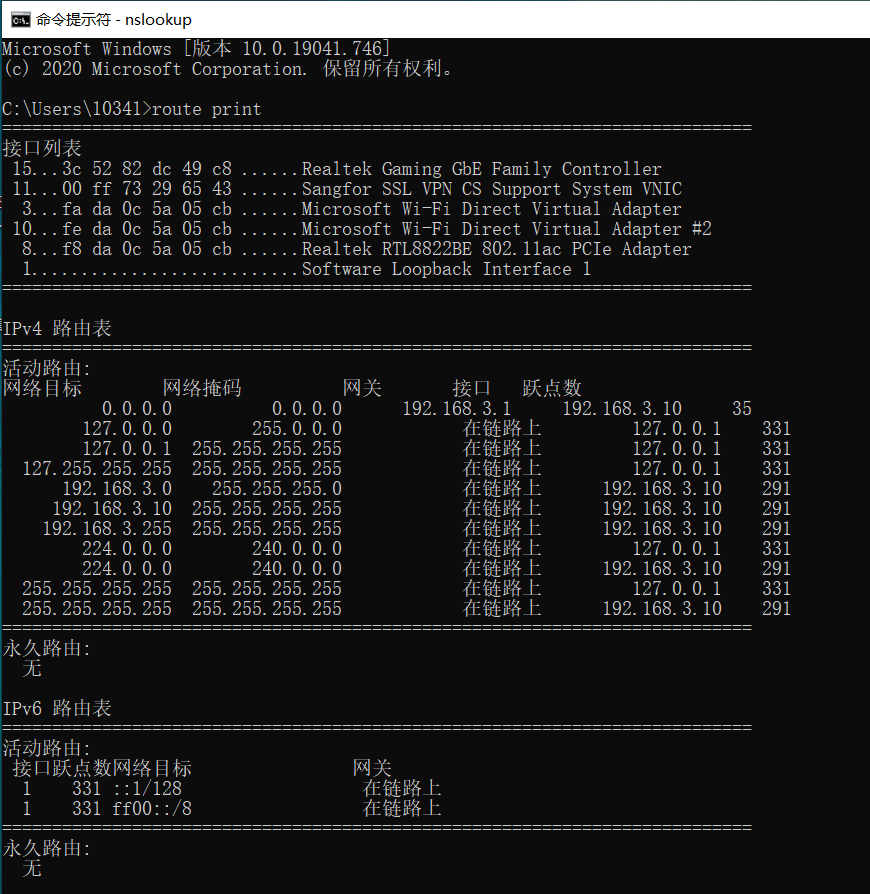 命令提示符 - nslookup
Microsoft Windows [版本 10.0.19041.746]
(c) 2020 Microsoft Corporation. 保留所有权利。
C:\Users\10341>route print
===========================================================================
接口列表
 15...3c 52 82 dc 49 c8 ......Realtek Gaming GbE Family Controller
 11...00 ff 73 29 65 43 ......Sangfor SSL VPN CS Support System VNIC
  3...fa da 0c 5a 05 cb ......Microsoft Wi-Fi Direct Virtual Adapter
 10...fe da 0c 5a 05 cb ......Microsoft Wi-Fi Direct Virtual Adapter #2
  8...f8 da 0c 5a 05 cb ......Realtek RTL8822BE 802.11ac PCIe Adapter
  1...........................Software Loopback Interface 1
===========================================================================
IPv4 路由表
===========================================================================
活动路由:
网络目标        网络掩码          网关       接口   跃点数
          0.0.0.0          0.0.0.0      192.168.3.1     192.168.3.10     35
        127.0.0.0        255.0.0.0            在链路上         127.0.0.1    331
        127.0.0.1  255.255.255.255            在链路上         127.0.0.1    331
  127.255.255.255  255.255.255.255            在链路上         127.0.0.1    331
      192.168.3.0    255.255.255.0            在链路上      192.168.3.10    291
     192.168.3.10  255.255.255.255            在链路上      192.168.3.10    291
    192.168.3.255  255.255.255.255            在链路上      192.168.3.10    291
        224.0.0.0        240.0.0.0            在链路上         127.0.0.1    331
        224.0.0.0        240.0.0.0            在链路上      192.168.3.10    291
  255.255.255.255  255.255.255.255            在链路上         127.0.0.1    331
  255.255.255.255  255.255.255.255            在链路上      192.168.3.10    291
===========================================================================
永久路由:
  无
IPv6 路由表
===========================================================================
活动路由:
 接口跃点数网络目标                网关
  1    331 ::1/128                  在链路上
  1    331 ff00::/8                 在链路上
===========================================================================
永久路由:
  无